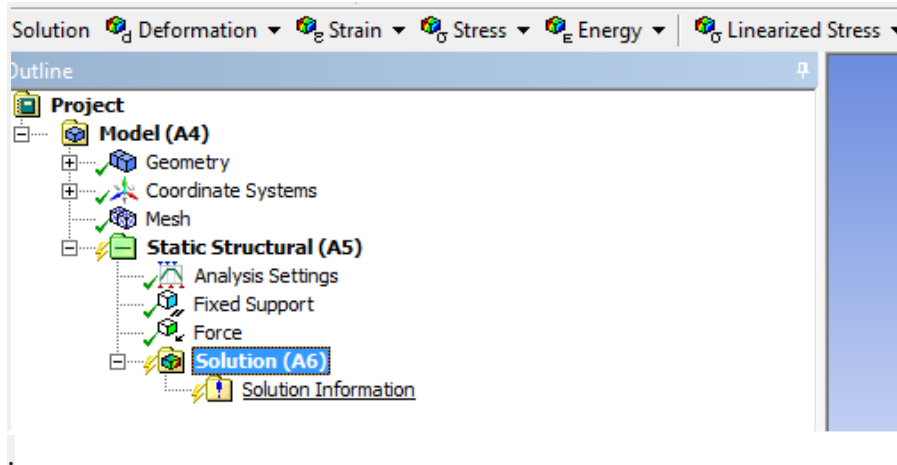 Solution Deformation Strain Stress Energy Linearized Stress
Outline
Project
Model (A4)
Geometry
Coordinate Systems
Mesh
Static Structural (A5)
Analysis Settings
Fixed Support
Force
Solution (A6)
Solution Information
.